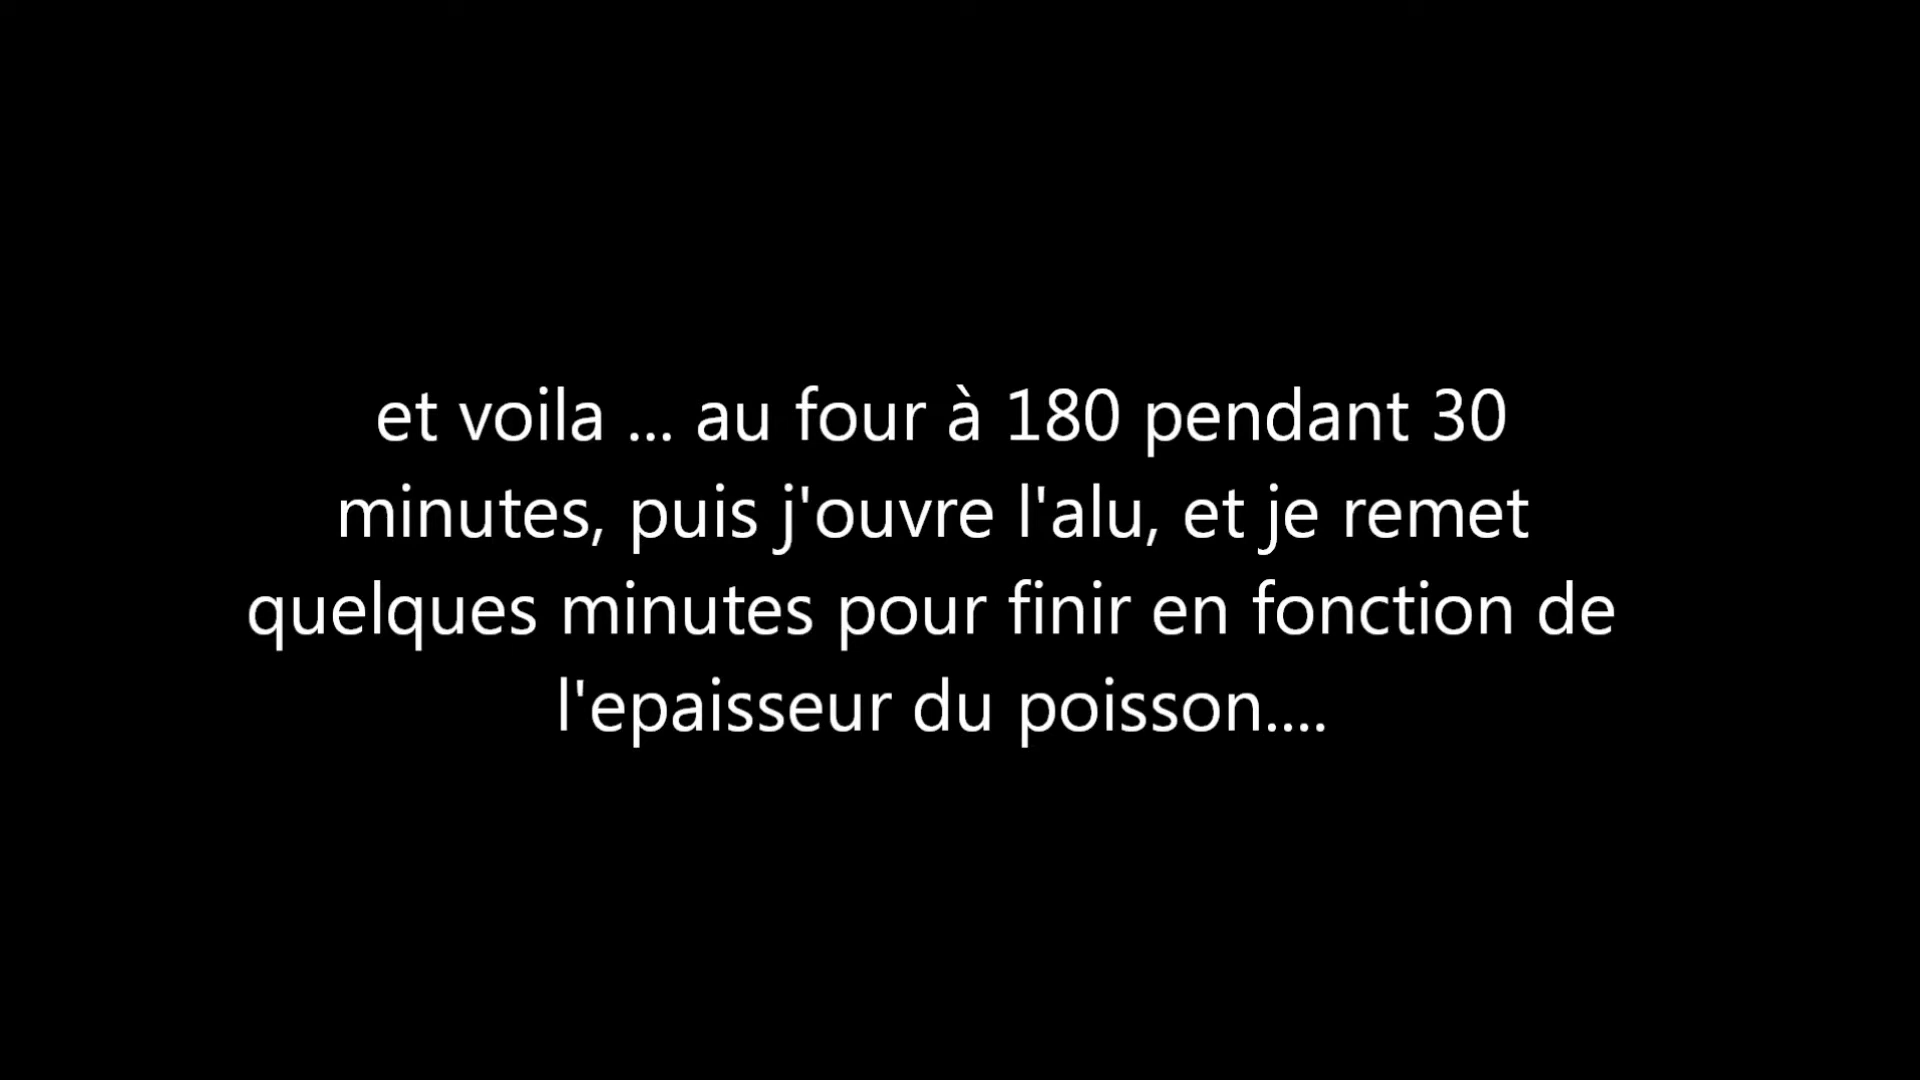 et voila ... au four à 180 pendant 30
minutes, puis j'ouvre l'alu, et je remet
quelques minutes pour finir en fonction de
l'epaisseur du poisson....